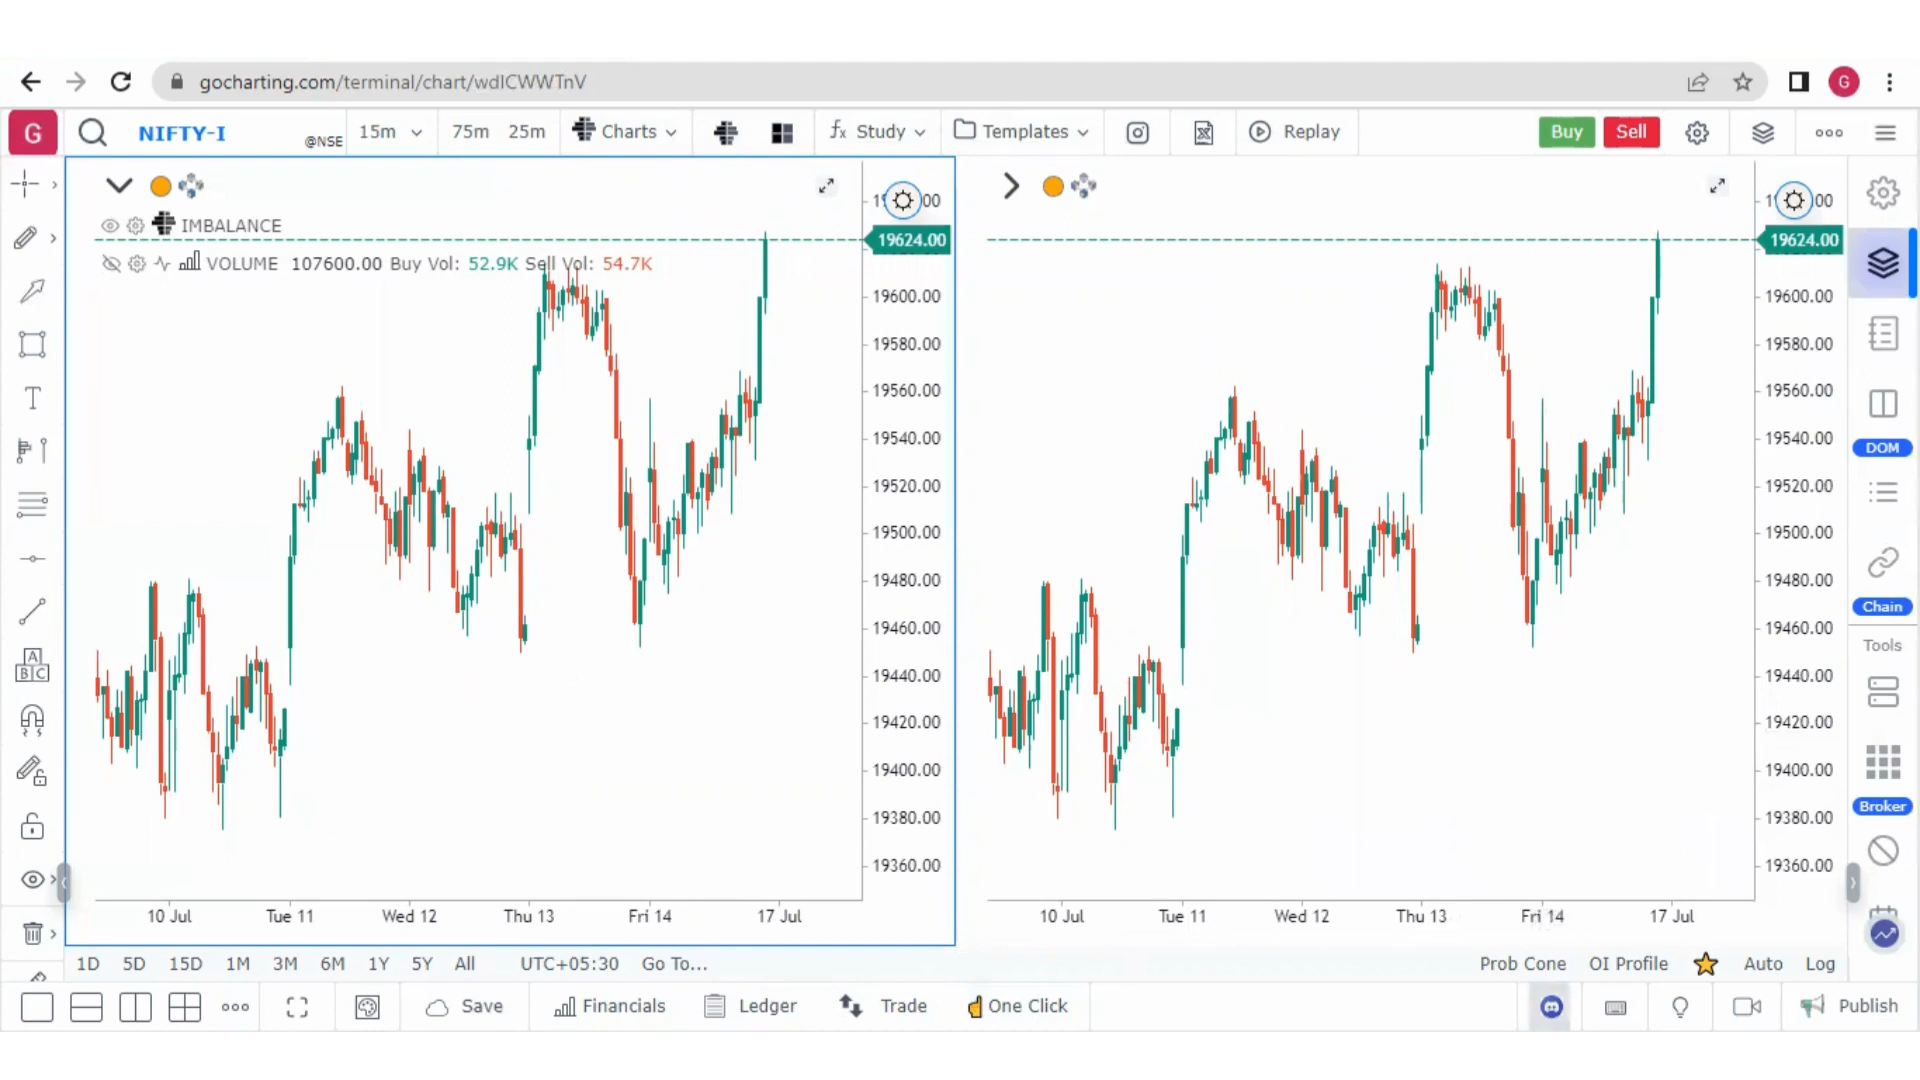 gocharting.com/terminal/chart/wdICWWTnV
G
G NIFTY-I @NSE 15m 75m 25m Charts fx Study Templates Replay Buy Sell
IMBALANCE
VOLUME 107600.00 Buy Vol: 52.9K Sell Vol: 54.7K
00
19624.00
19600.00
19580.00
19560.00
19540.00
19520.00
19500.00
19480.00
19460.00
19440.00
19420.00
19400.00
19380.00
19360.00
10 Jul Tue 11 Wed 12 Thu 13 Fri 14 17 Jul
00
19624.00
19600.00
19580.00
19560.00
19540.00
19520.00
19500.00
19480.00
19460.00
19440.00
19420.00
19400.00
19380.00
19360.00
10 Jul Tue 11 Wed 12 Thu 13 Fri 14 17 Jul
T
A
B C
DOM
Chain
Tools
Broker
1D 5D 15D 1M 3M 6M 1Y 5Y All UTC+05:30 Go To... Prob Cone OI Profile Auto Log
Save Financials Ledger Trade One Click Publish